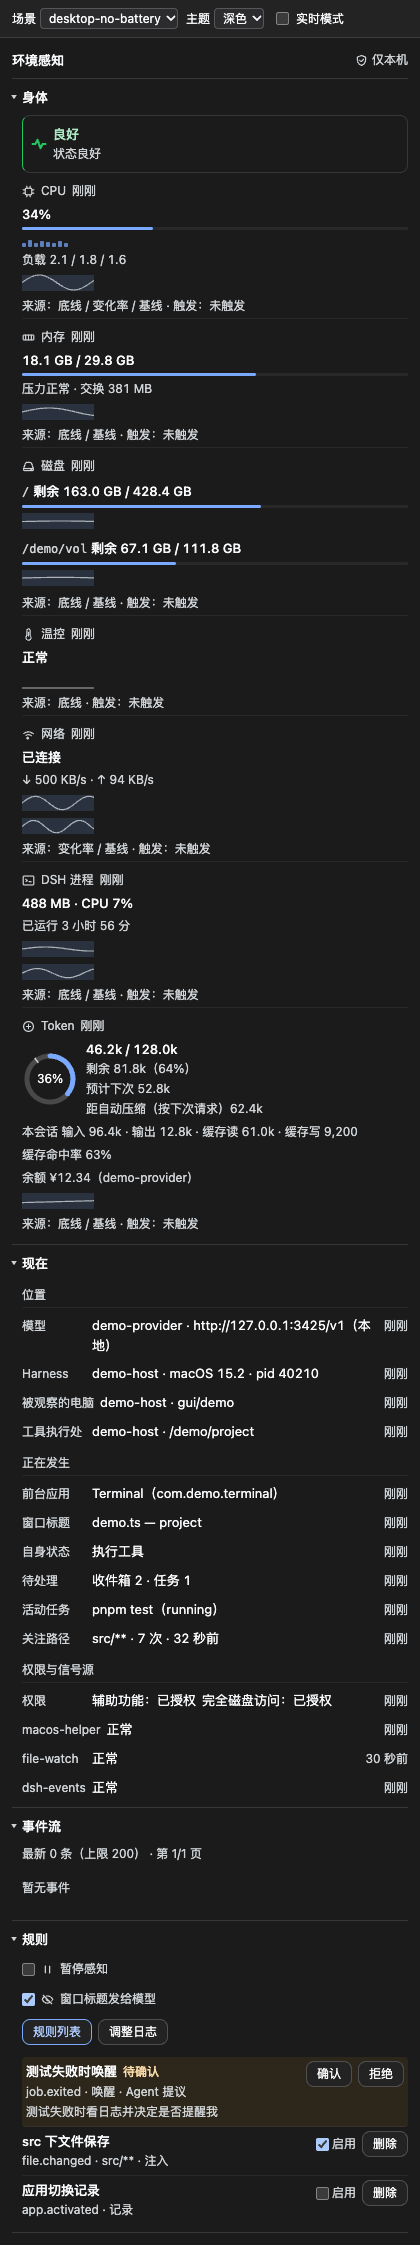 场景 desktop-no-battery 主题 深色 实时模式
环境感知 仅本机
身体
良好
状态良好
CPU 刚刚
34%
负载 2.1 / 1.8 / 1.6
来源：底线 / 变化率 / 基线 · 触发：未触发
内存 刚刚
18.1 GB / 29.8 GB
压力正常 · 交换 381 MB
来源：底线 / 基线 · 触发：未触发
磁盘 刚刚
/ 剩余 163.0 GB / 428.4 GB
/demo/vol 剩余 67.1 GB / 111.8 GB
来源：底线 / 基线 · 触发：未触发
温控 刚刚
正常
来源：底线 · 触发：未触发
网络 刚刚
已连接
↓ 500 KB/s · ↑ 94 KB/s
来源：变化率 / 基线 · 触发：未触发
DSH 进程 刚刚
488 MB · CPU 7%
已运行 3 小时 56 分
来源：底线 / 基线 · 触发：未触发
Token 刚刚
36%
46.2k / 128.0k
剩余 81.8k（64%）
预计下次 52.8k
距自动压缩（按下次请求）62.4k
本会话 输入 96.4k · 输出 12.8k · 缓存读 61.0k · 缓存写 9,200
缓存命中率 63%
余额 ¥12.34（demo-provider）
来源：底线 / 基线 · 触发：未触发
现在
位置
模型 demo-provider · http://127.0.0.1:3425/v1（本 刚刚
地）
Harness demo-host · macOS 15.2 · pid 40210 刚刚
被观察的电脑 demo-host · gui/demo 刚刚
工具执行处 demo-host · /demo/project 刚刚
正在发生
前台应用 Terminal（com.demo.terminal） 刚刚
窗口标题 demo.ts — project 刚刚
自身状态 执行工具 刚刚
待处理 收件箱 2 · 任务 1 刚刚
活动任务 pnpm test（running） 刚刚
关注路径 src/** · 7 次 · 32 秒前 刚刚
权限与信号源
权限 辅助功能：已授权 完全磁盘访问：已授权 刚刚
macos-helper 正常 刚刚
file-watch 正常 30 秒前
dsh-events 正常 刚刚
事件流
最新 0 条（上限 200） · 第 1/1 页
暂无事件
规则
暂停感知
窗口标题发给模型
规则列表 调整日志
测试失败时唤醒 待确认 确认 拒绝
job.exited · 唤醒 · Agent 提议
测试失败时看日志并决定是否提醒我
src 下文件保存 启用 删除
file.changed · src/** · 注入
应用切换记录 启用 删除
app.activated · 记录